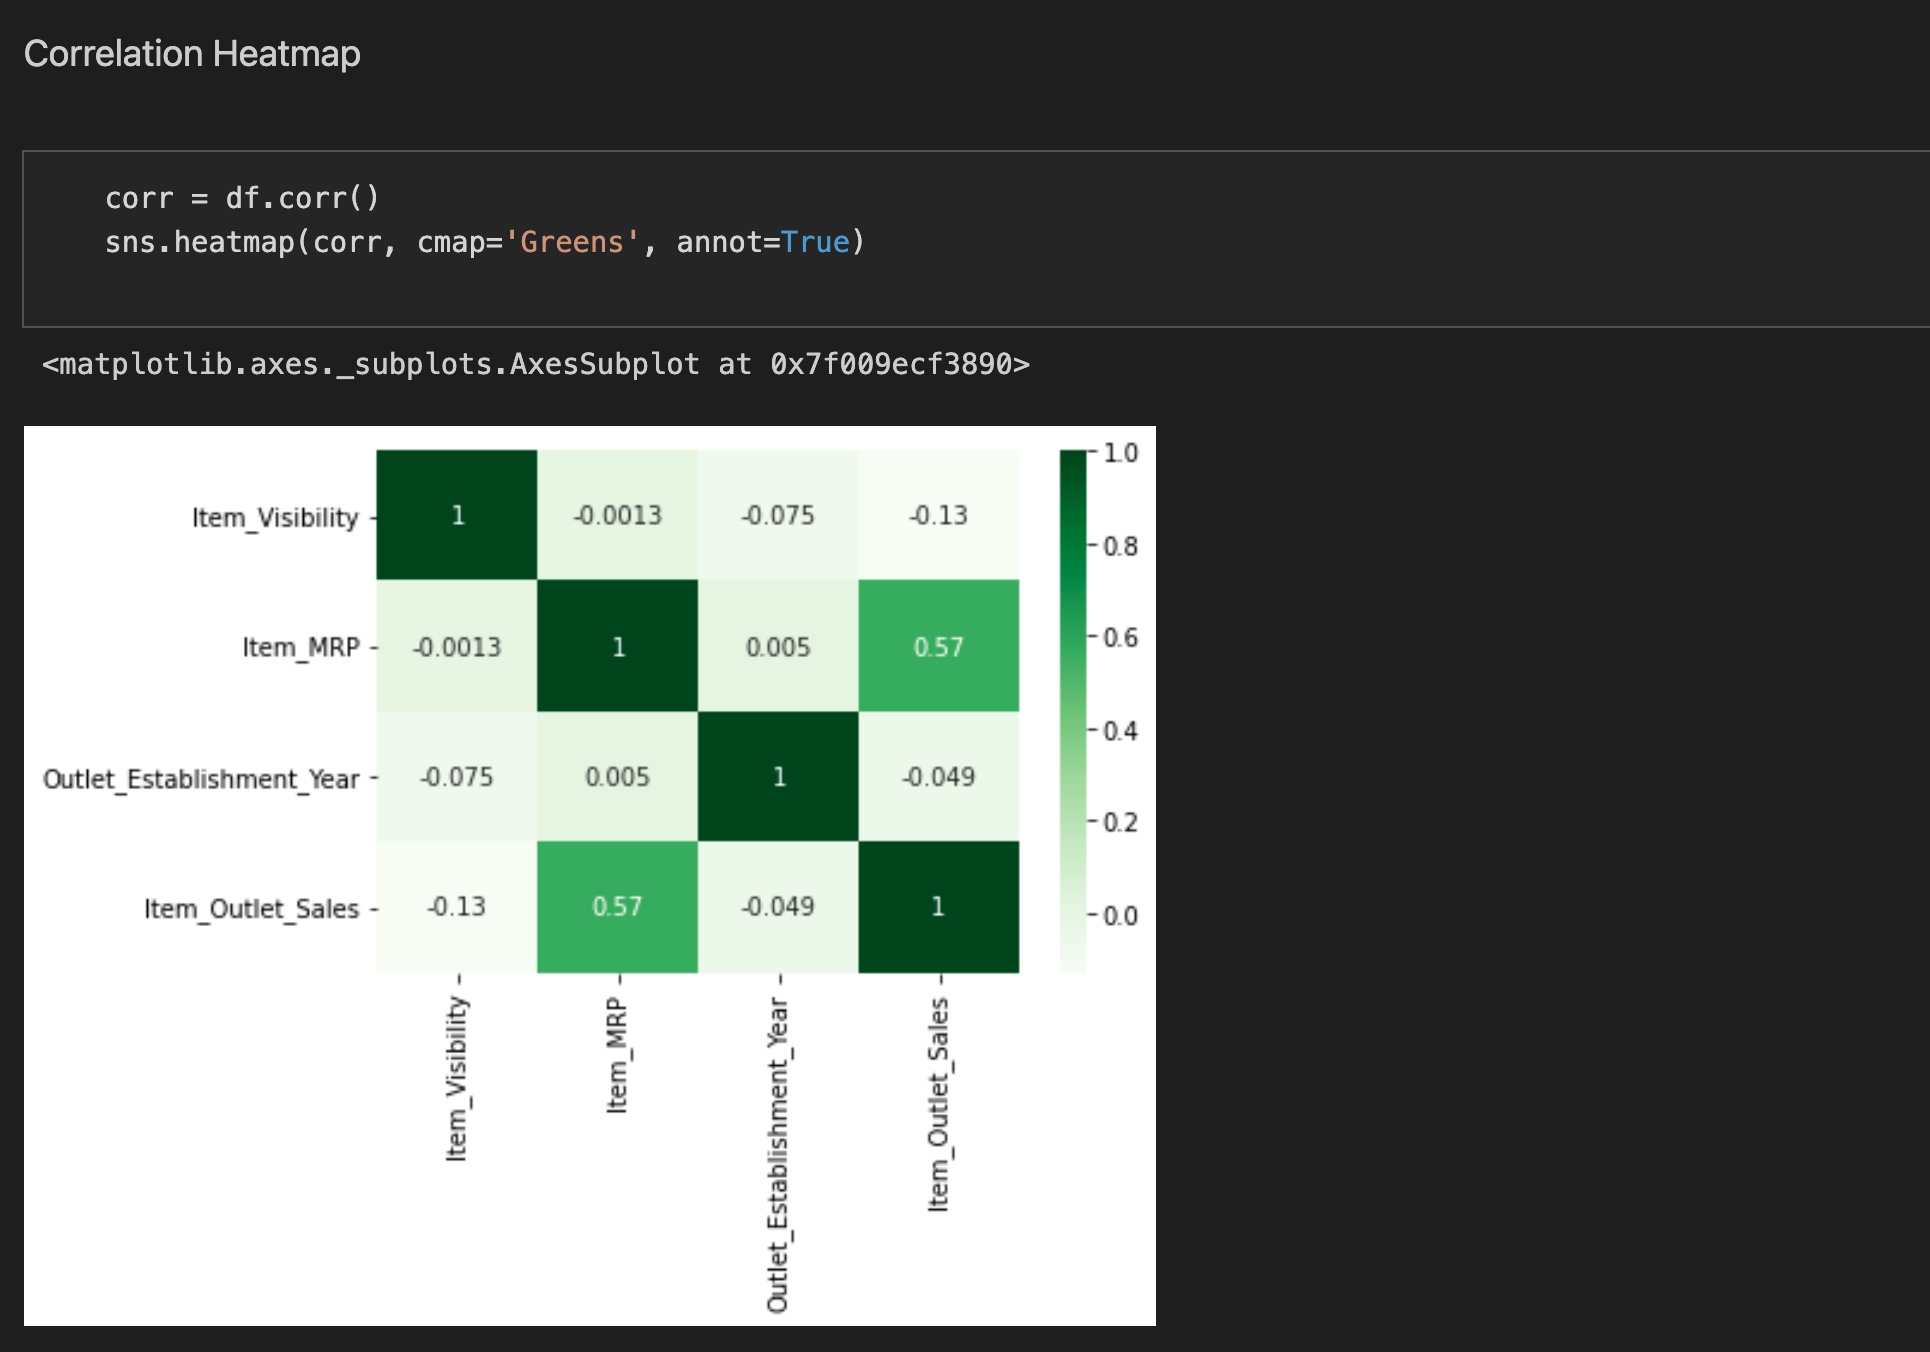 Correlation Heatmap
corr = df.corr()
sns.heatmap(corr, cmap='Greens', annot=True)
<matplotlib.axes._subplots.AxesSubplot at 0x7f009ecf3890>
Item_Visibility 1 -0.0013 -0.075 -0.13
Item_MRP -0.0013 1 0.005 0.57
Outlet_Establishment_Year -0.075 0.005 1 -0.049
Item_Outlet_Sales -0.13 0.57 -0.049 1
Item_Visibility
Item_MRP
Outlet_Establishment_Year
Item_Outlet_Sales
1.0
0.8
0.6
0.4
0.2
0.0